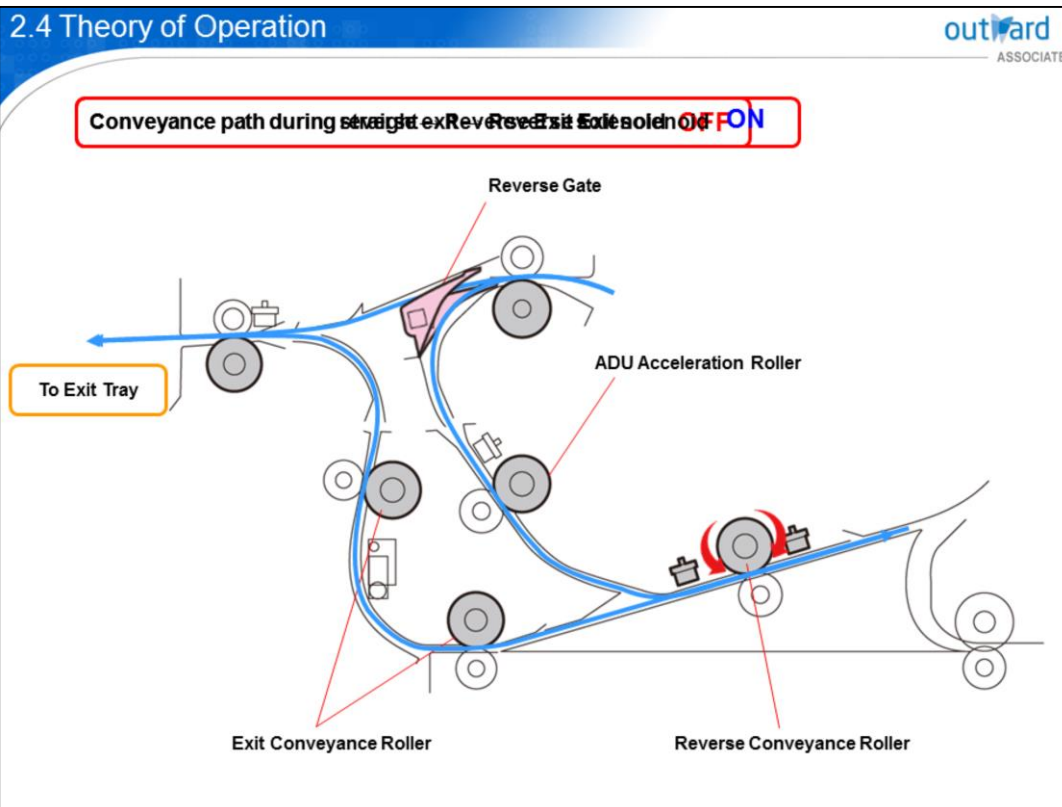 2.4 Theory of Operation
outward
ASSOCIATE
Conveyance path during
OFF ON
Reverse Gate
ADU Acceleration Roller
To Exit Tray
Exit Conveyance Roller
Reverse Conveyance Roller